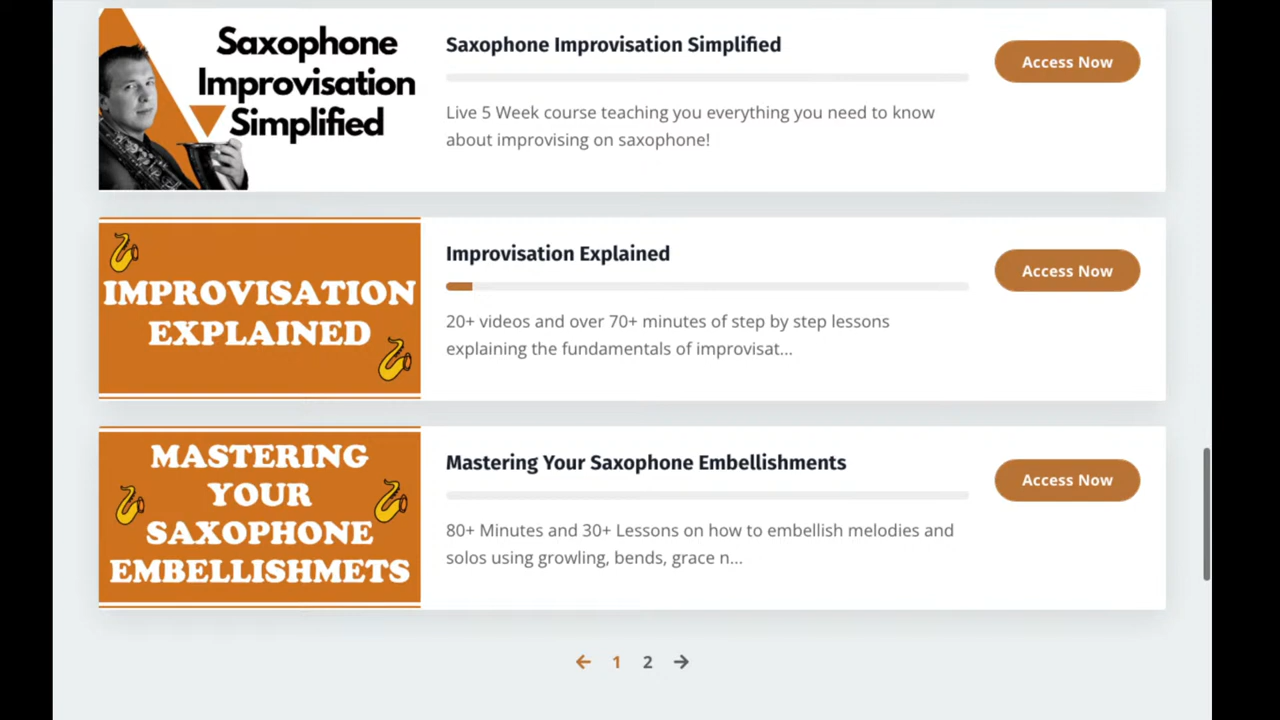 Saxophone
Improvisation
Simplified
Saxophone Improvisation Simplified
Access Now
Live 5 Week course teaching you everything you need to know
about improvising on saxophone!
IMPROVISATION
EXPLAINED
Improvisation Explained
Access Now
20+ videos and over 70+ minutes of step by step lessons
explaining the fundamentals of improvisat...
MASTERING
YOUR
SAXOPHONE
EMBELLISHMETS
Mastering Your Saxophone Embellishments
Access Now
80+ Minutes and 30+ Lessons on how to embellish melodies and
solos using growling, bends, grace n...
← 1 2 →